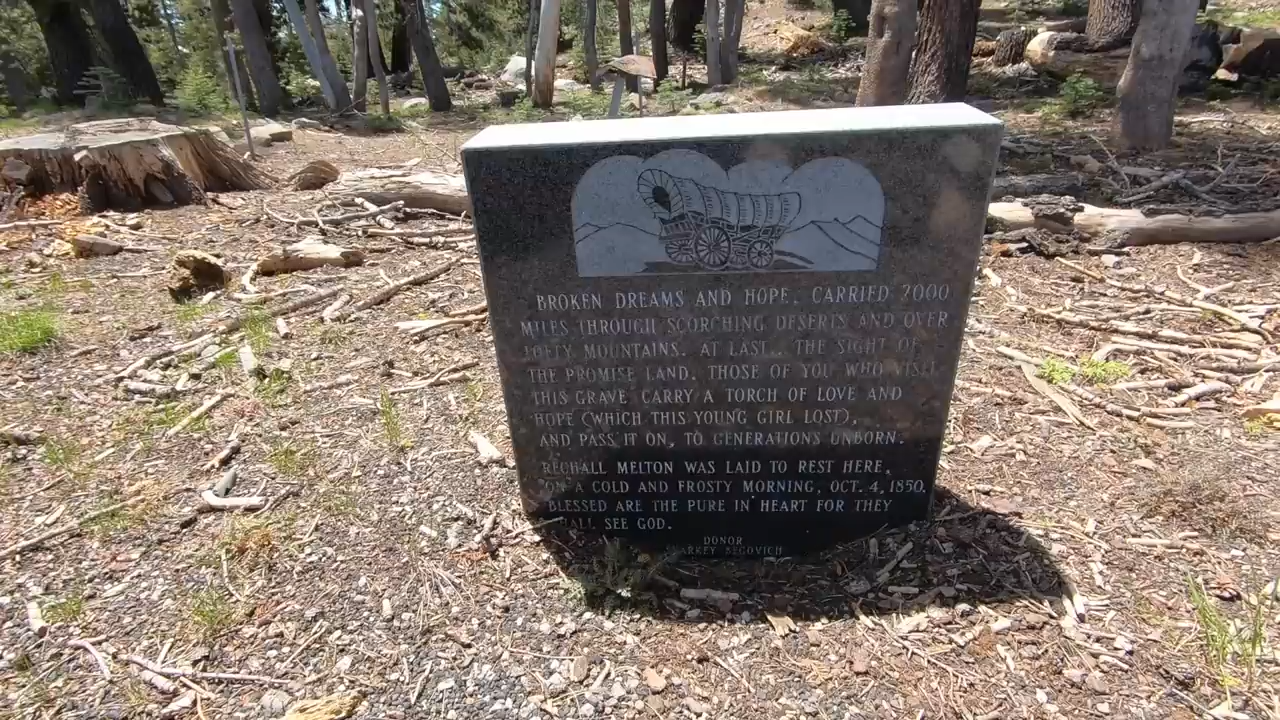 BROKEN DREAMS AND HOPE, CARRIED 2000
MILES THROUGH SCORCHING DESERTS AND OVER
LOFTY MOUNTAINS. AT LAST.. THE SIGHT OF
THE PROMISE LAND. THOSE OF YOU WHO VISIT
THIS GRAVE CARRY A TORCH OF LOVE AND
HOPE (WHICH THIS YOUNG GIRL LOST),
AND PASS IT ON, TO GENERATIONS UNBORN.
RECHALL MELTON WAS LAID TO REST HERE,
ON A COLD AND FROSTY MORNING, OCT. 4, 1850.
BLESSED ARE THE PURE IN HEART FOR THEY
SHALL SEE GOD.
DONOR
SEGOVICH